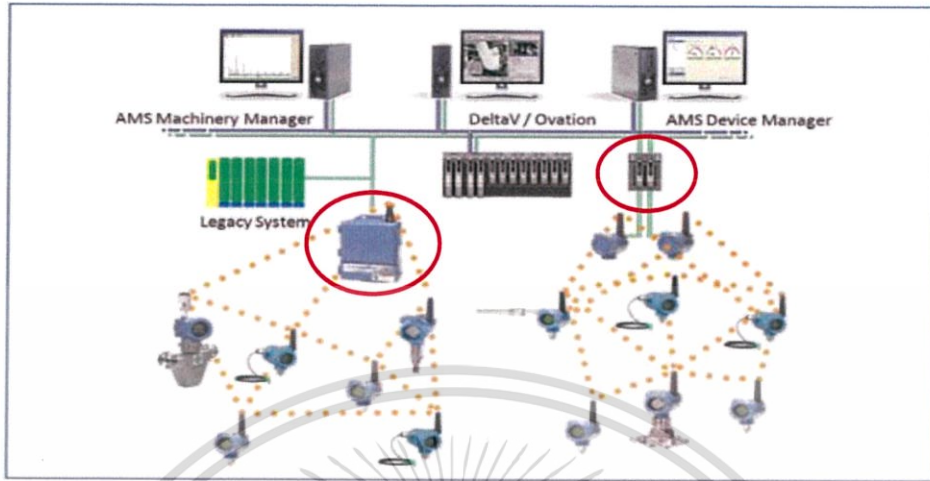 AMS Machinery Manager
DeltaV / Ovation
AMS Device Manager
Legacy System